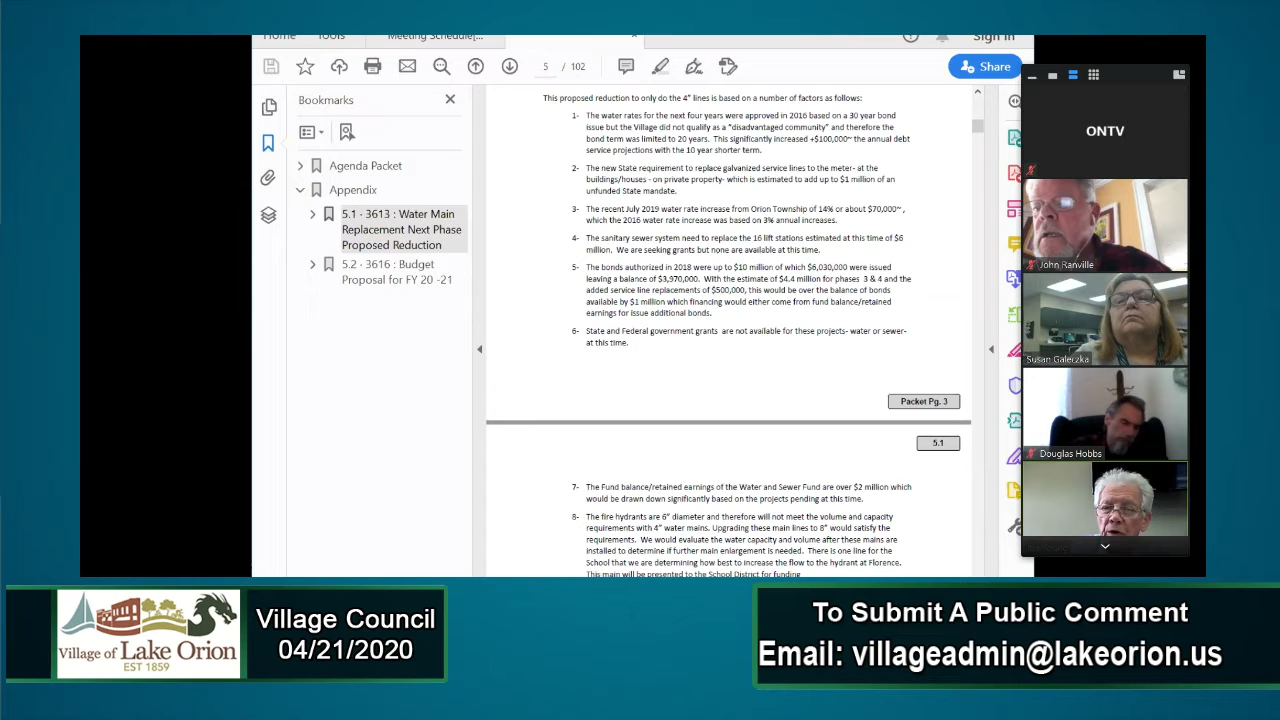 Home Tools Meeting Schedule(...
Sign In
5 / 102
Share
Bookmarks
Agenda Packet
Appendix
5.1 - 3613 : Water Main
Replacement Next Phase
Proposed Reduction
5.2 - 3616 : Budget
Proposal for FY 20 -21
This proposed reduction to only do the 4" lines is based on a number of factors as follows:
1- The water rates for the next four years were approved in 2016 based on a 30 year bond
issue but the Village did not qualify as a "disadvantaged community" and therefore the
bond term was limited to 20 years. This significantly increased +$100,000~ the annual debt
service projections with the 10 year shorter term.
2- The new State requirement to replace galvanized service lines to the meter- at the
buildings/houses - on private property- which is estimated to add up to $1 million of an
unfunded State mandate.
3- The recent July 2019 water rate increase from Orion Township of 14% or about $70,000~ ,
which the 2016 water rate increase was based on 3% annual increases.
4- The sanitary sewer system need to replace the 16 lift stations estimated at this time of $6
million. We are seeking grants but none are available at this time.
5- The bonds authorized in 2018 were up to $10 million of which $6,030,000 were issued
leaving a balance of $3,970,000. With the estimate of $4.4 million for phases 3 & 4 and the
added service line replacements of $500,000, this would be over the balance of bonds
available by $1 million which financing would either come from fund balance/retained
earnings for issue additional bonds.
6- State and Federal government grants are not available for these projects- water or sewer-
at this time.
Packet Pg. 3
5.1
7- The Fund balance/retained earnings of the Water and Sewer Fund are over $2 million which
would be drawn down significantly based on the projects pending at this time.
8- The fire hydrants are 6" diameter and therefore will not meet the volume and capacity
requirements with 4" water mains. Upgrading these main lines to 8" would satisfy the
requirements. We would evaluate the water capacity and volume after these mains are
installed to determine if further main enlargement is needed. There is one line for the
School that we are determining how best to increase the flow to the hydrant at Florence.
This main will be presented to the School District for funding
ONTV
John Ranville
Susan Galeczka
Douglas Hobbs
Village of Lake Orion
EST 1859
Village Council
04/21/2020
To Submit A Public Comment
Email: villageadmin@lakeorion.us